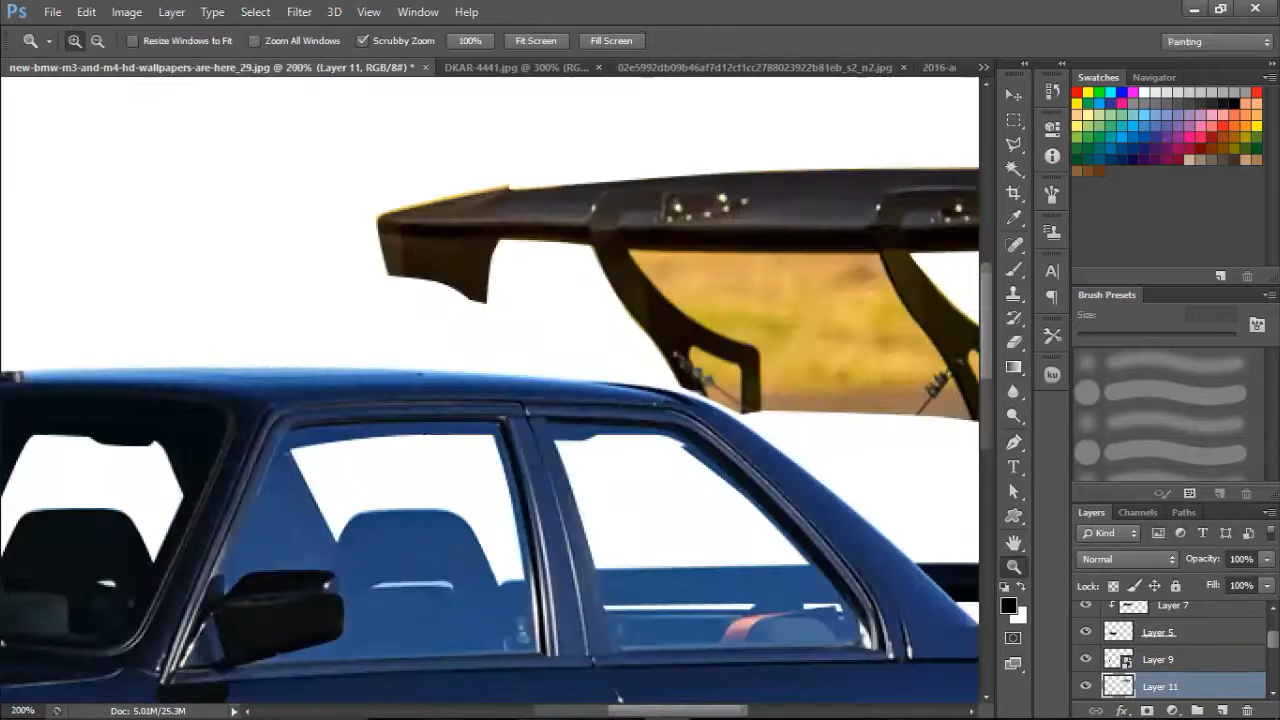 Ps File Edit Image Layer Type Select Filter 3D View Window Help
Resize Windows to Fit Zoom All Windows Scrubby Zoom 100% Fit Screen Fill Screen Painting
new-bmw-m3-and-m4-hd-wallpapers-are-here_29.jpg @ 200% (Layer 11, RGB/8#) * × DKAR-4441.jpg @ 300% (RG... × 02e5992db09b46af7d12cf1cc2788023922b81eb_s2_n2.jpg × 2016-a
Swatches Navigator
Brush Presets
Size:
ku
Layers Channels Paths
Kind
Normal Opacity: 100%
Lock: Fill: 100%
Layer 7
Layer 5
Layer 9
Layer 11
200% Doc: 5.01M/25.3M